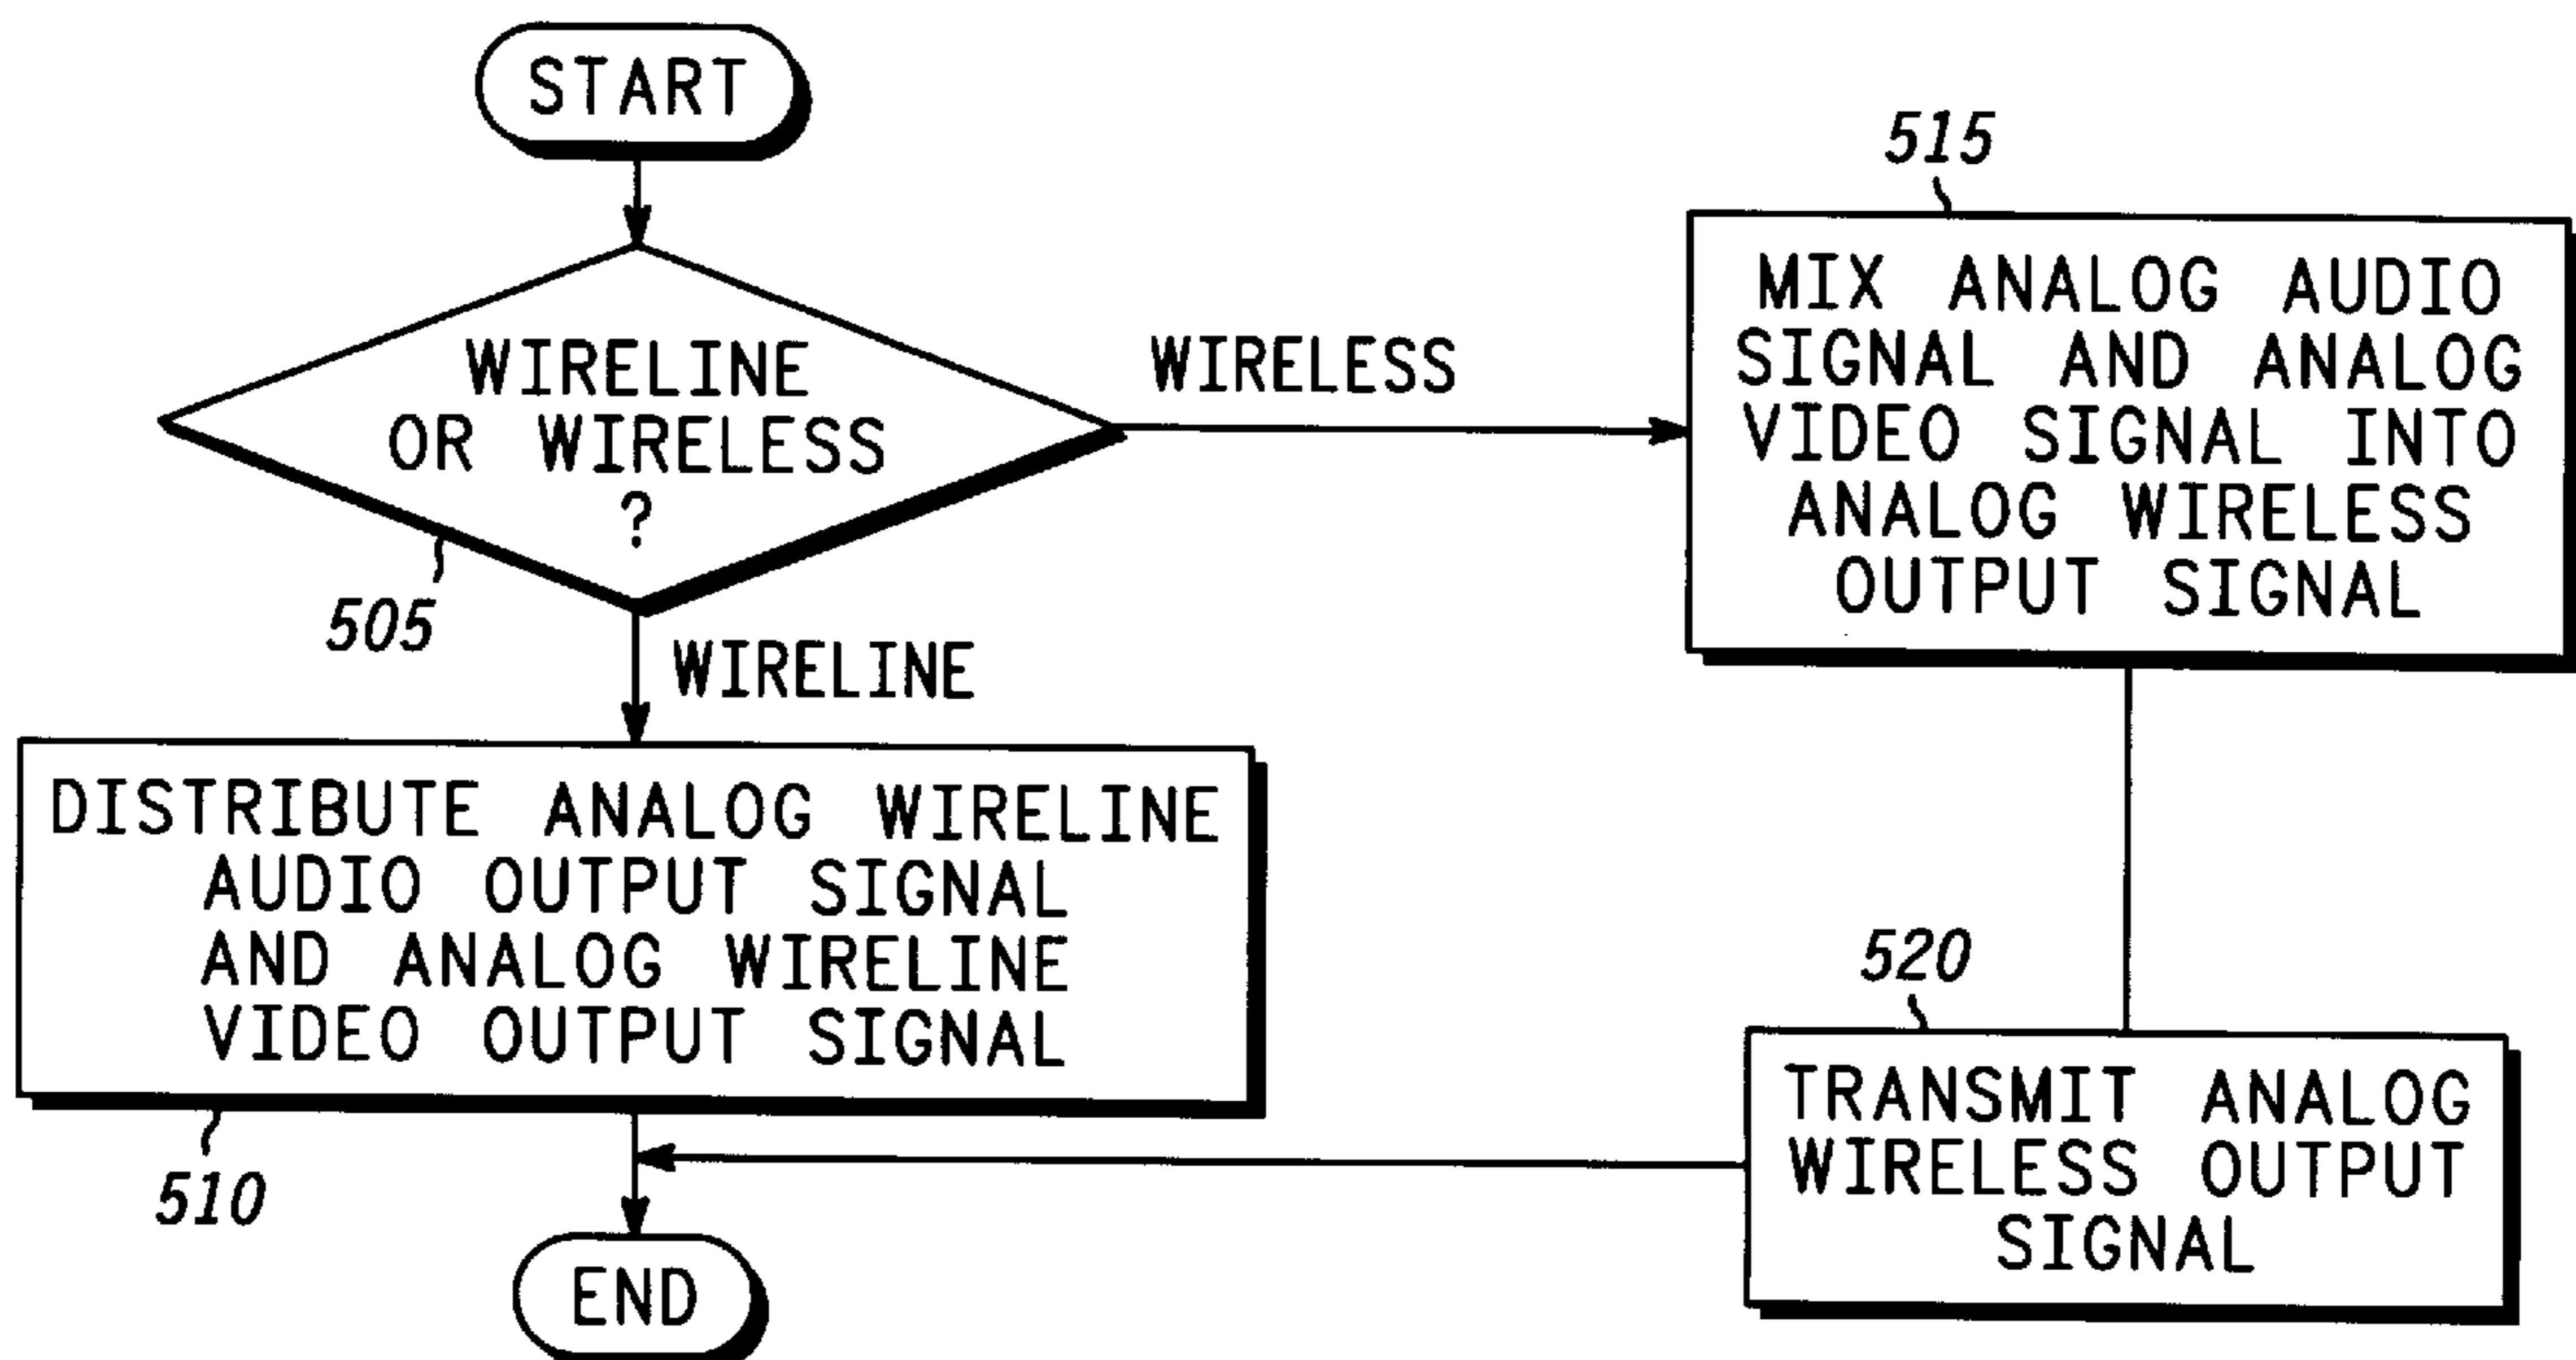 START
WIRELINE
OR WIRELESS
?
505
WIRELESS
515
MIX ANALOG AUDIO
SIGNAL AND ANALOG
VIDEO SIGNAL INTO
ANALOG WIRELESS
OUTPUT SIGNAL
WIRELINE
DISTRIBUTE ANALOG WIRELINE
AUDIO OUTPUT SIGNAL
AND ANALOG WIRELINE
VIDEO OUTPUT SIGNAL
510
520
TRANSMIT ANALOG
WIRELESS OUTPUT
SIGNAL
END